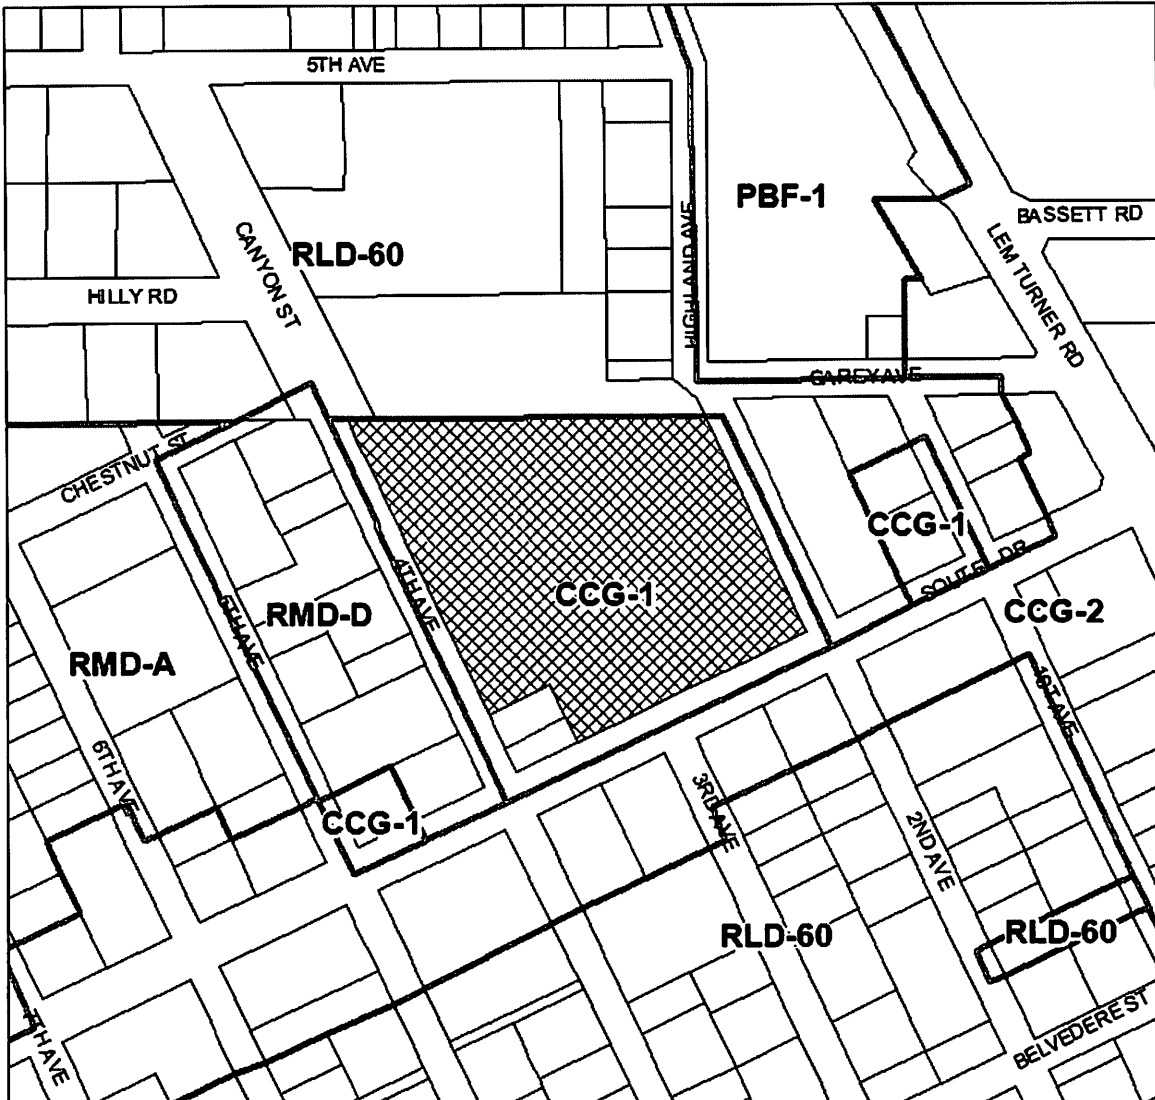 5TH AVE
PBF-1
BASSETT RD
HIGHLAND AVE
CANYON ST
RLD-60
LEM TURNER RD
HILLY RD
CAREY AVE
CHESTNUT ST
CCG-1
SOUTEL DR
4TH AVE
CCG-1
5TH AVE
RMD-D
CCG-2
RMD-A
1ST AVE
6TH AVE
3RD AVE
CCG-1
2ND AVE
RLD-60
RLD-60
7TH AVE
BELVEDERE ST